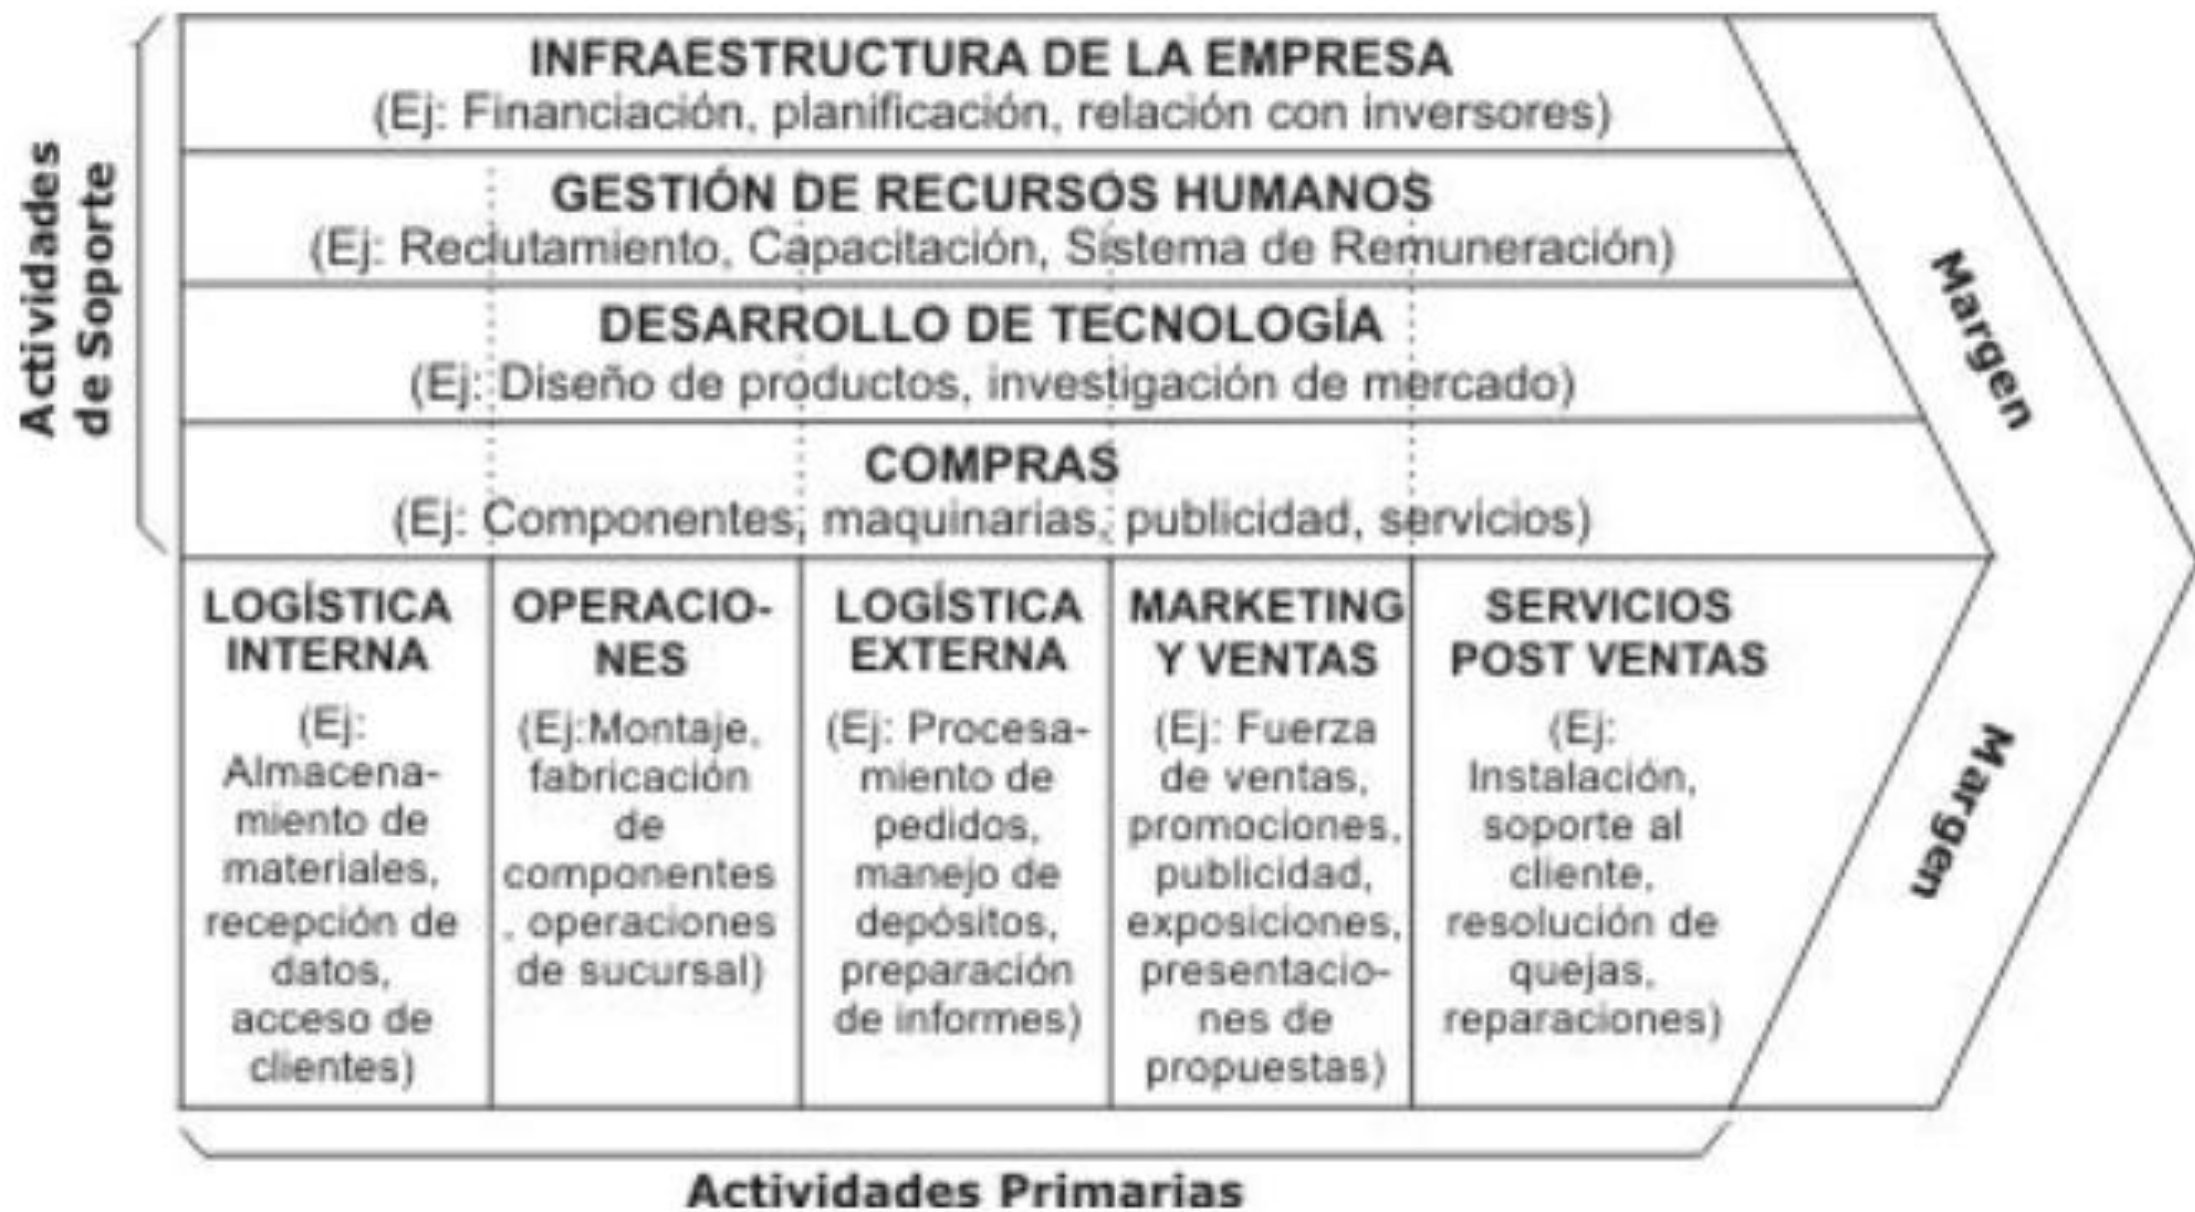 Actividades
de Soporte
INFRAESTRUCTURA DE LA EMPRESA
(Ej: Financiación, planificación, relación con inversores)
GESTIÓN DE RECURSOS HUMANOS
(Ej: Reclutamiento, Capacitación, Sistema de Remuneración)
DESARROLLO DE TECNOLOGÍA
(Ej: Diseño de productos, investigación de mercado)
COMPRAS
(Ej: Componentes, maquinarias, publicidad, servicios)
Margen
LOGÍSTICA
INTERNA
(Ej:
Almacena-
miento de
materiales,
recepción de
datos,
acceso de
clientes)
OPERACIO-
NES
(Ej:Montaje,
fabricación
de
componentes
, operaciones
de sucursal)
LOGÍSTICA
EXTERNA
(Ej: Procesa-
miento de
pedidos,
manejo de
depósitos,
preparación
de informes)
MARKETING
Y VENTAS
(Ej: Fuerza
de ventas,
promociones,
publicidad,
exposiciones,
presentacio-
nes de
propuestas)
SERVICIOS
POST VENTAS
(Ej:
Instalación,
soporte al
cliente,
resolución de
quejas,
reparaciones)
Margen
Actividades Primarias